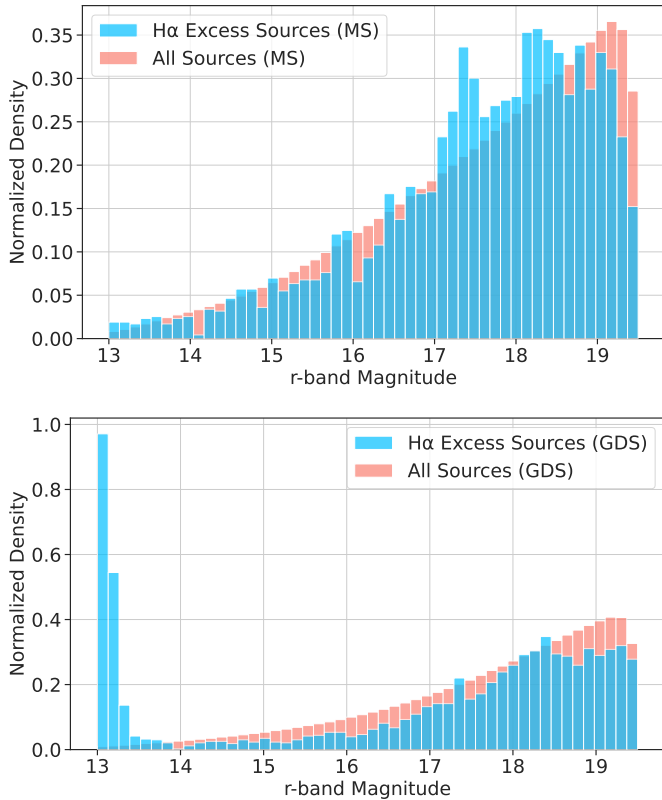 Normalized Density
0.35
0.30
0.25
0.20
0.15
0.10
0.05
0.00
Hα Excess Sources (MS)
All Sources (MS)
13 14 15 16 17 18 19
r-band Magnitude
Normalized Density
1.0
0.8
0.6
0.4
0.2
0.0
Hα Excess Sources (GDS)
All Sources (GDS)
13 14 15 16 17 18 19
r-band Magnitude